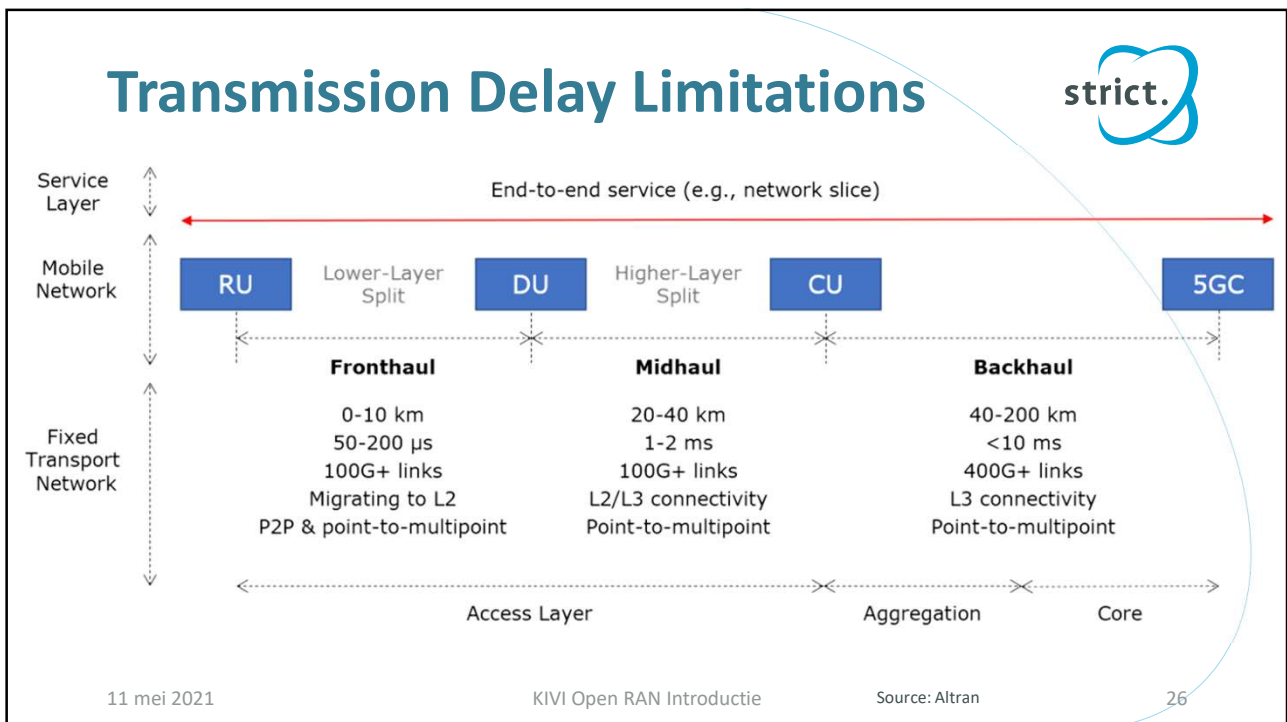 Transmission Delay Limitations
strict.
Service
Layer
End-to-end service (e.g., network slice)
Mobile
Network
RU
Lower-Layer
Split
DU
Higher-Layer
Split
CU
5GC
Fixed
Transport
Network
Fronthaul
0-10 km
50-200 µs
100G+ links
Migrating to L2
P2P & point-to-multipoint
Midhaul
20-40 km
1-2 ms
100G+ links
L2/L3 connectivity
Point-to-multipoint
Backhaul
40-200 km
<10 ms
400G+ links
L3 connectivity
Point-to-multipoint
Access Layer
Aggregation
Core
11 mei 2021
KIVI Open RAN Introductie
Source: Altran
26